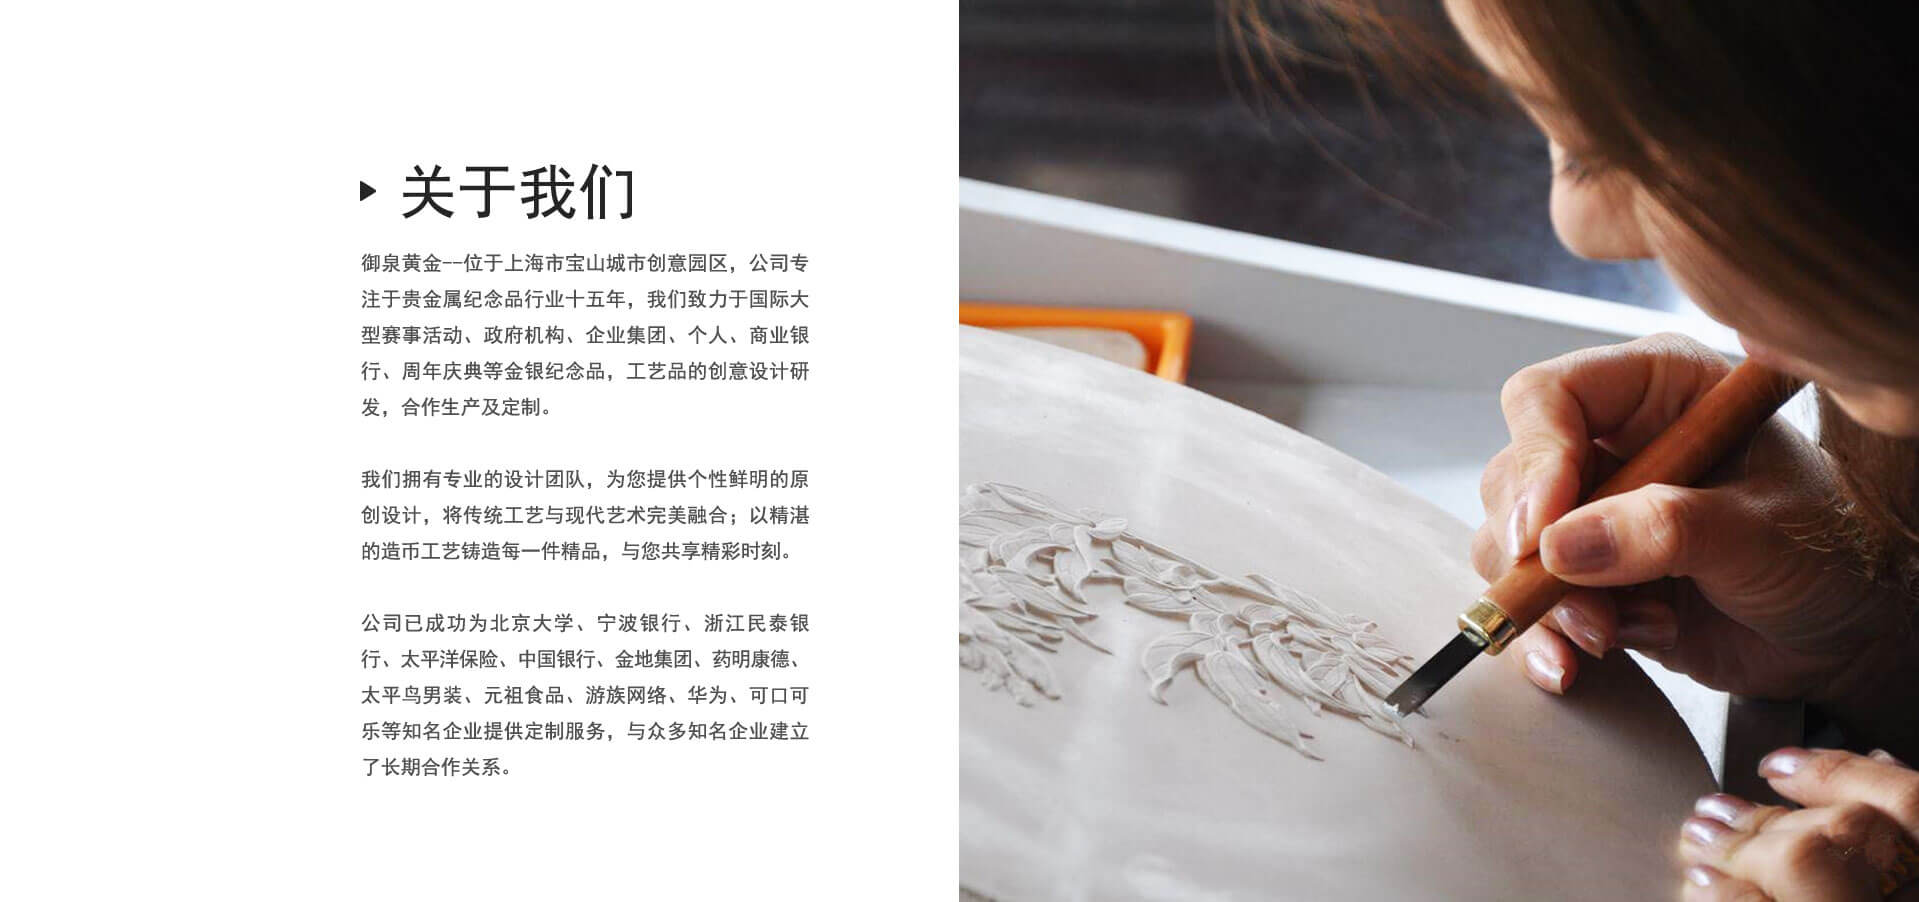 关于我们
御泉黄金--位于上海市宝山城市创意园区，公司专
注于贵金属纪念品行业十五年，我们致力于国际大
型赛事活动、政府机构、企业集团、个人、商业银
行、周年庆典等金银纪念品，工艺品的创意设计研
发，合作生产及定制。
我们拥有专业的设计团队，为您提供个性鲜明的原
创设计，将传统工艺与现代艺术完美融合；以精湛
的造币工艺铸造每一件精品，与您共享精彩时刻。
公司已成功为北京大学、宁波银行、浙江民泰银
行、太平洋保险、中国银行、金地集团、药明康德、
太平鸟男装、元祖食品、游族网络、华为、可口可
乐等知名企业提供定制服务，与众多知名企业建立
了长期合作关系。